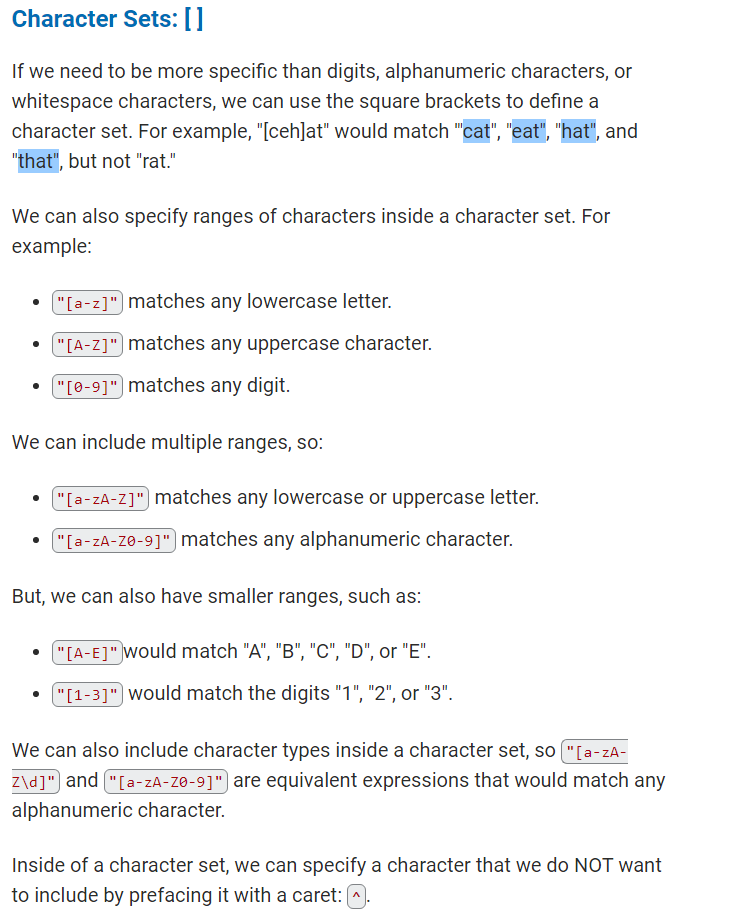 Character Sets: [ ]
If we need to be more specific than digits, alphanumeric characters, or
whitespace characters, we can use the square brackets to define a
character set. For example, "[ceh]at" would match "'cat", "eat", "hat", and
"that", but not "rat."
We can also specify ranges of characters inside a character set. For
example:
• "[a-z]" matches any lowercase letter.
• "[A-Z]" matches any uppercase character.
• "[0-9]" matches any digit.
We can include multiple ranges, so:
• "[a-zA-Z]" matches any lowercase or uppercase letter.
• "[a-zA-Z0-9]" matches any alphanumeric character.
But, we can also have smaller ranges, such as:
• "[A-E]"would match "A", "B", "C", "D", or "E".
• "[1-3]" would match the digits "1", "2", or "3".
We can also include character types inside a character set, so "[a-zA-
Z\d]" and "[a-zA-Z0-9]" are equivalent expressions that would match any
alphanumeric character.
Inside of a character set, we can specify a character that we do NOT want
to include by prefacing it with a caret: ^.